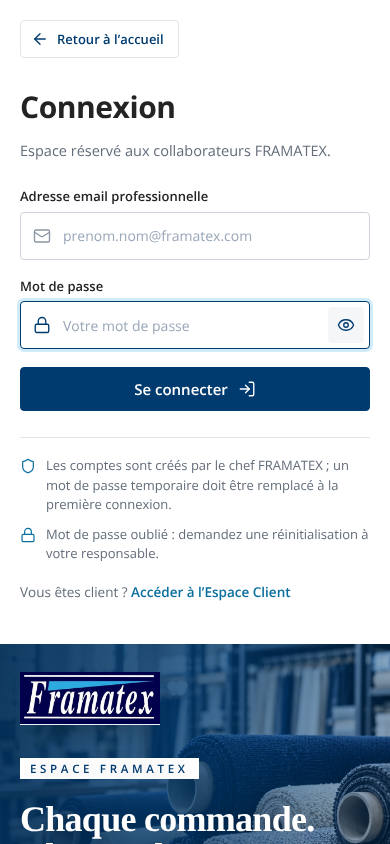 Retour à l’accueil
Connexion
Espace réservé aux collaborateurs FRAMATEX.
Adresse email professionnelle
prenom.nom@framatex.com
Mot de passe
Votre mot de passe
Se connecter
Les comptes sont créés par le chef FRAMATEX ; un
mot de passe temporaire doit être remplacé à la
première connexion.
Mot de passe oublié : demandez une réinitialisation à
votre responsable.
Vous êtes client ? Accéder à l’Espace Client
Framatex
ESPACE FRAMATEX
Chaque commande.